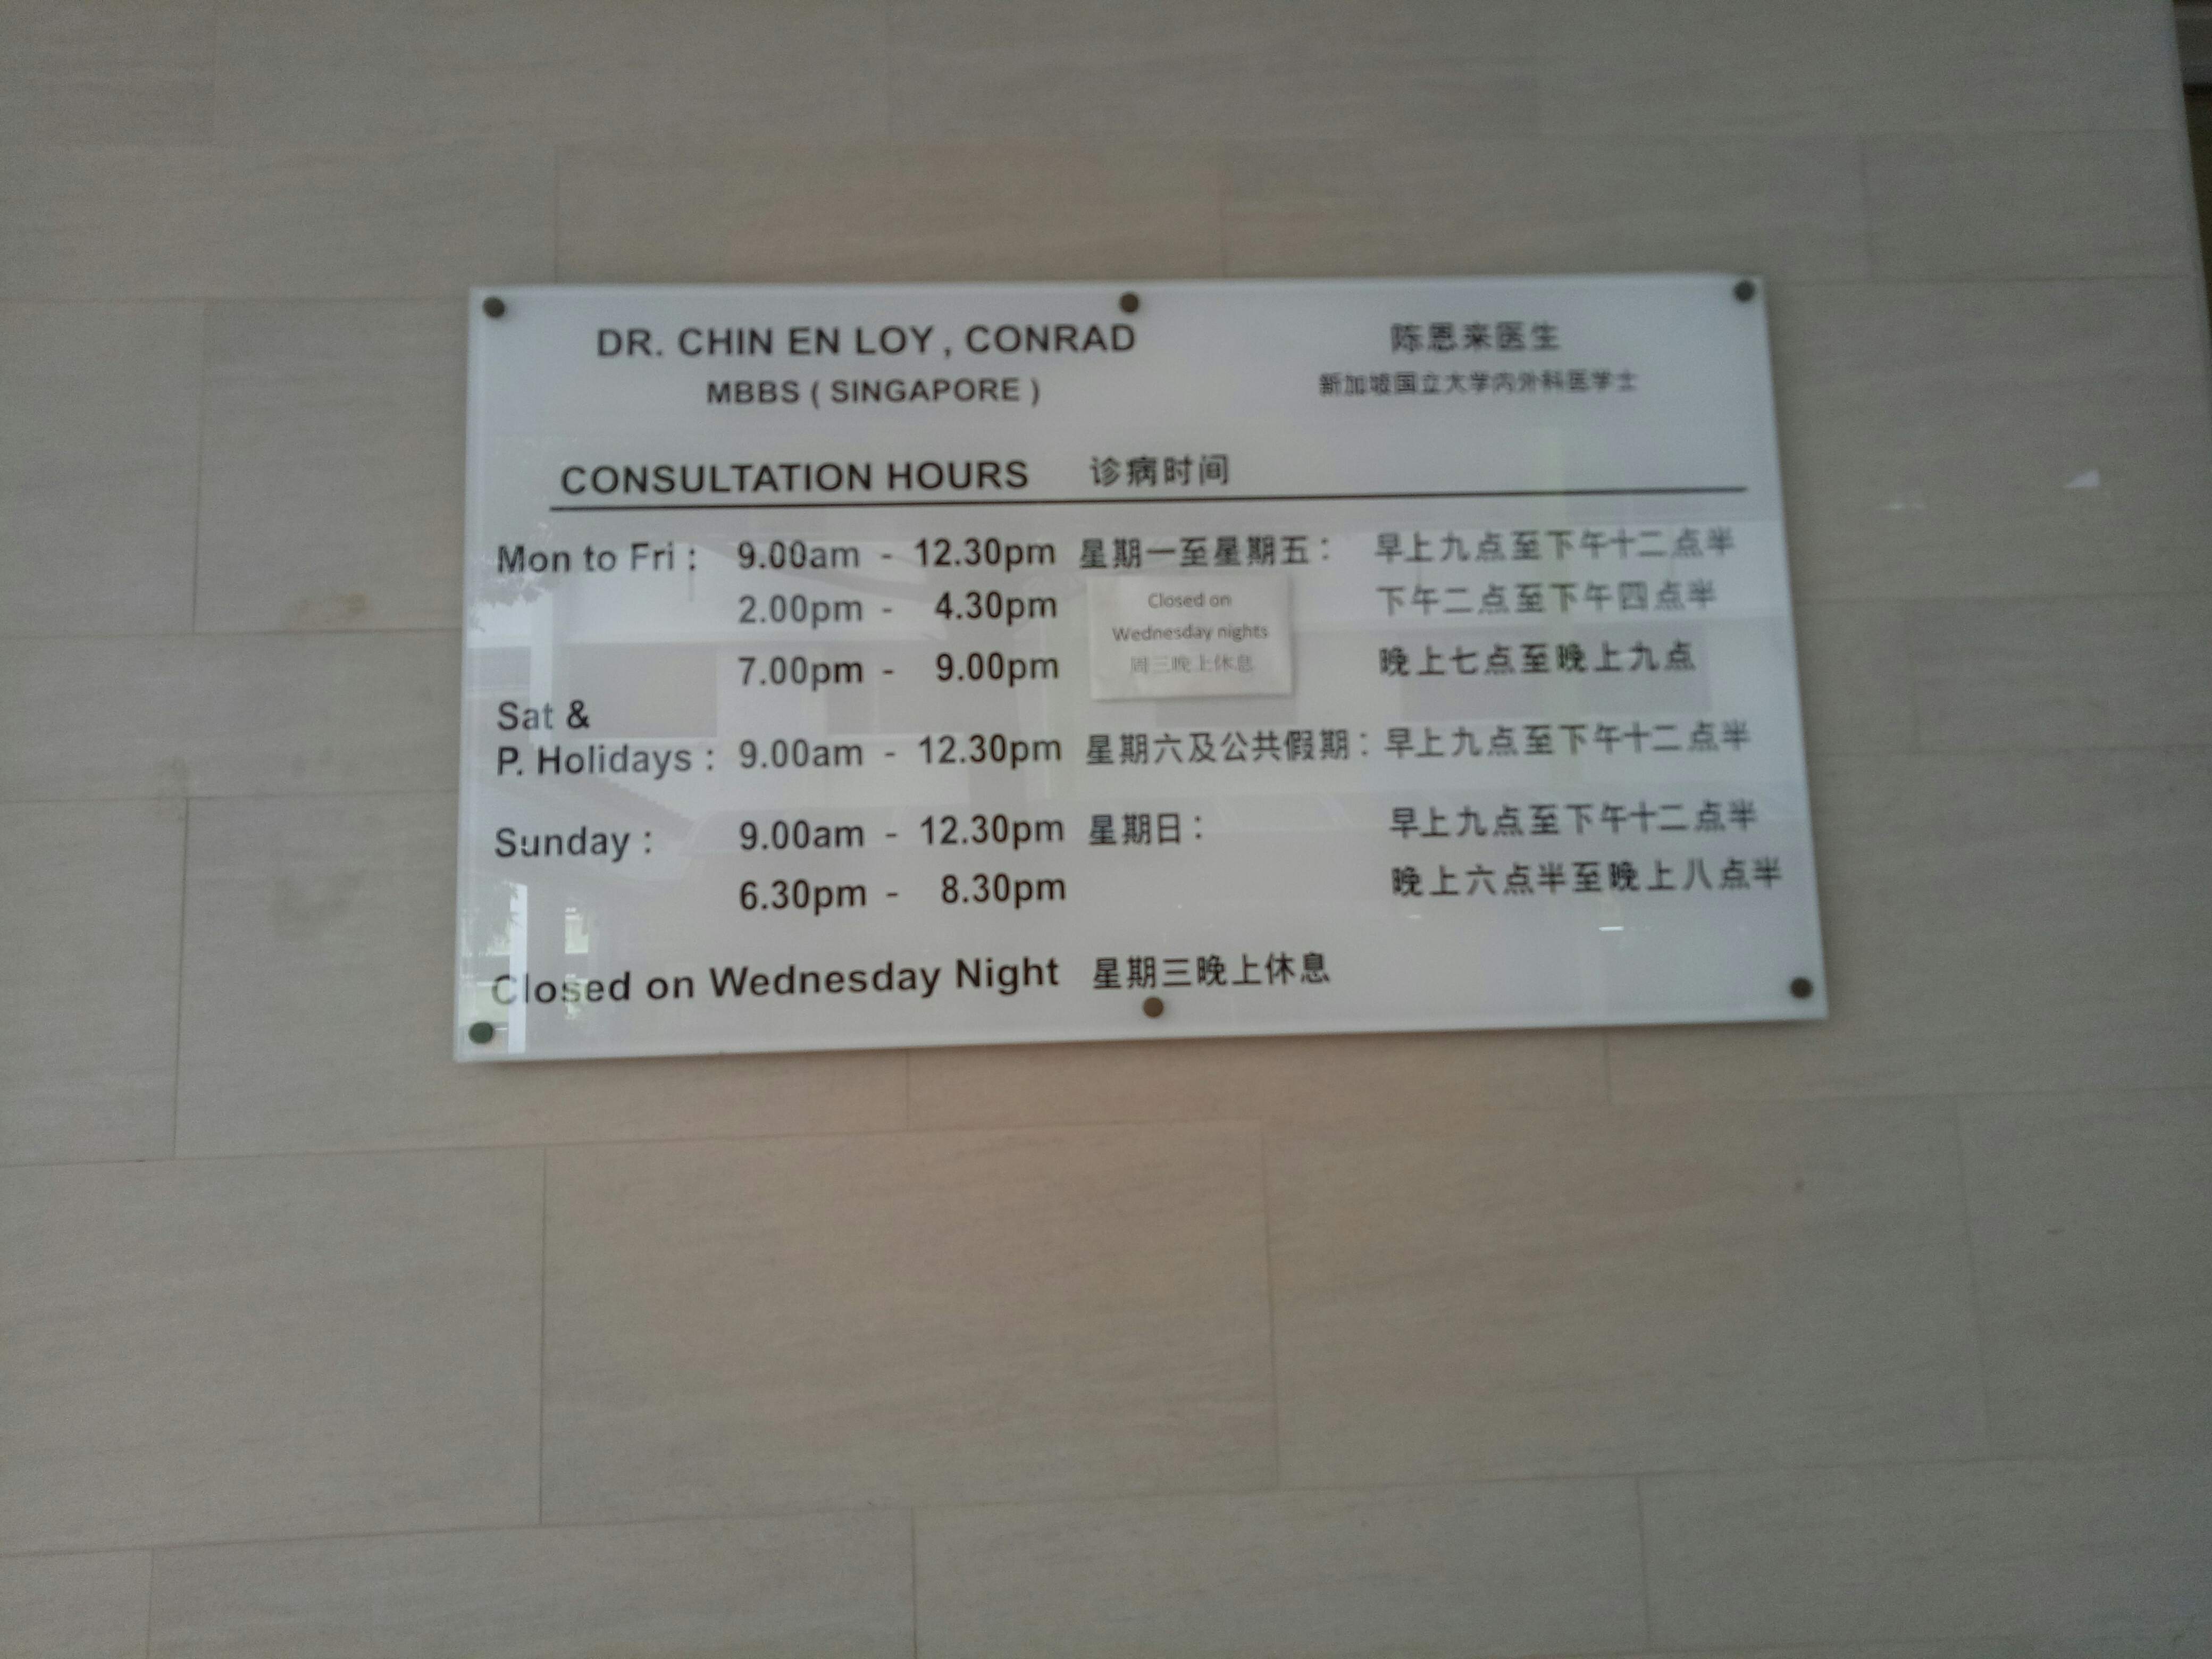 DR. CHIN EN LOY , CONRAD 陈恩来医生
MBBS ( SINGAPORE ) 新加坡国立大学内外科医学士
CONSULTATION HOURS 诊病时间
Mon to Fri : 9.00am - 12.30pm 星期一至星期五： 早上九点至下午十二点半
2.00pm - 4.30pm 下午二点至下午四点半
7.00pm - 9.00pm 晚上七点至晚上九点
Closed on
Wednesday nights
周三晚上休息
Sat &
P. Holidays : 9.00am - 12.30pm 星期六及公共假期：早上九点至下午十二点半
Sunday : 9.00am - 12.30pm 星期日： 早上九点至下午十二点半
6.30pm - 8.30pm 晚上六点半至晚上八点半
Closed on Wednesday Night 星期三晚上休息